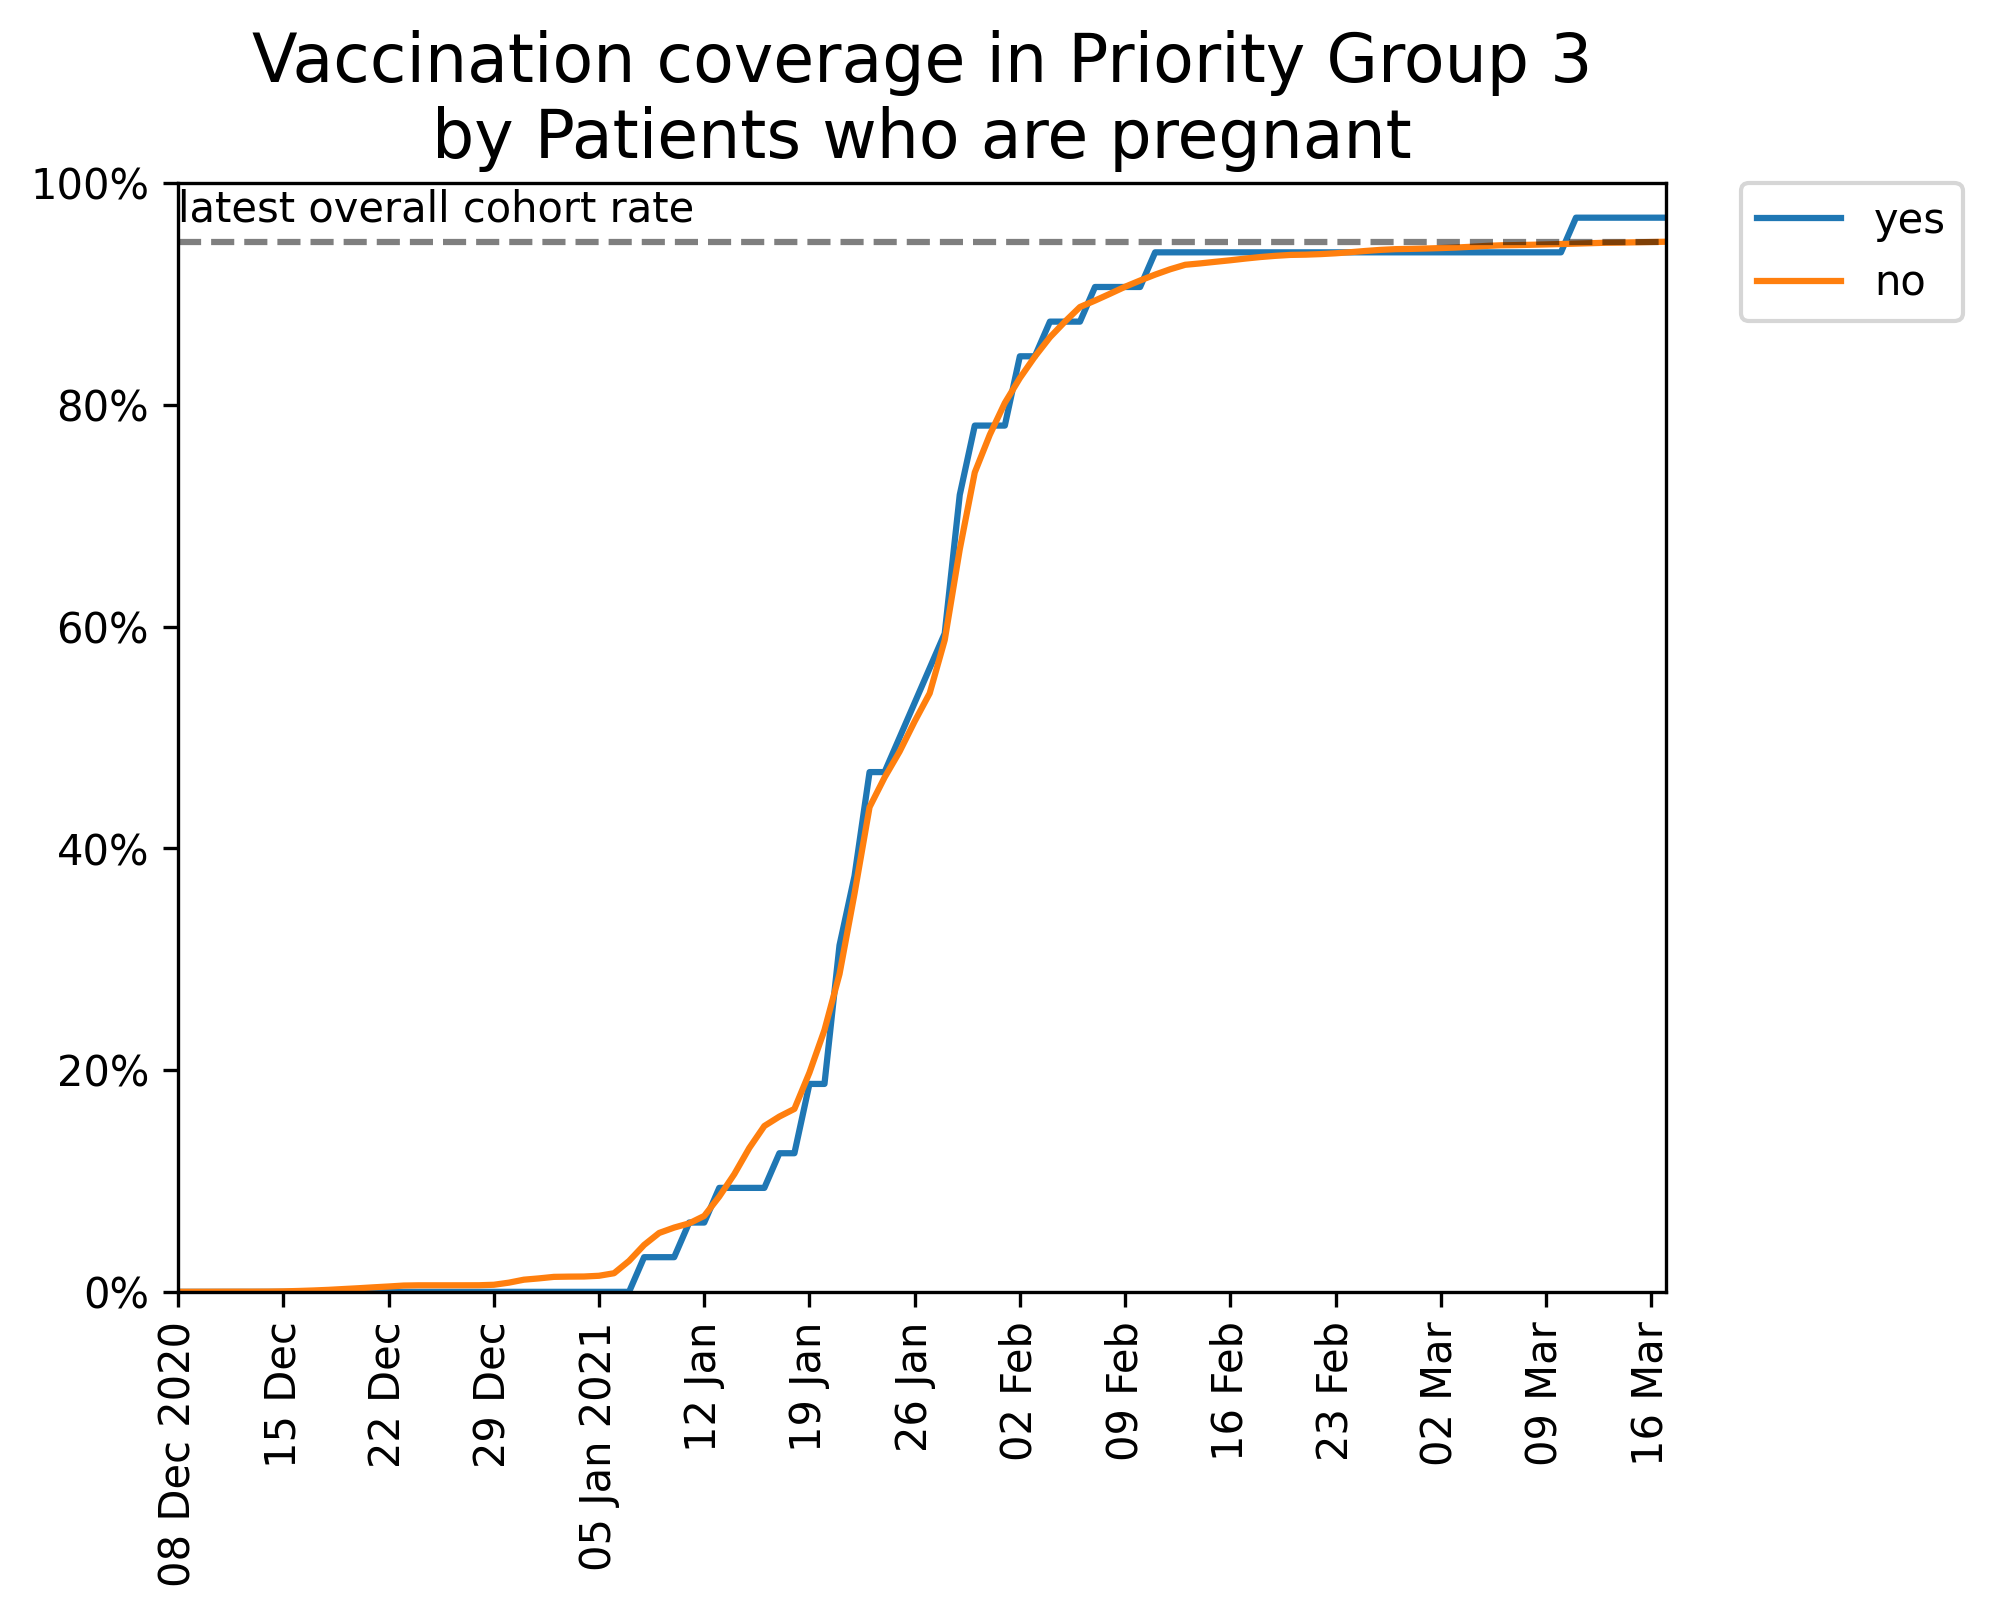 Vaccination coverage in Priority Group 3
by Patients who are pregnant
100%
latest overall cohort rate
80%
60%
40%
20%
0%
08 Dec 2020
15 Dec
22 Dec
29 Dec
05 Jan 2021
12 Jan
19 Jan
26 Jan
02 Feb
09 Feb
16 Feb
23 Feb
02 Mar
09 Mar
16 Mar
yes
no